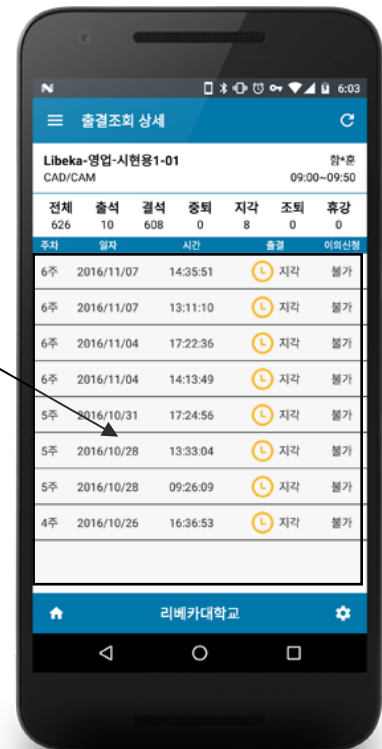 6:03
출결조회 상세
Libeka-영업-시현용1-01 함*훈
CAD/CAM 09:00~09:50
전체 출석 결석 중퇴 지각 조퇴 휴강
626 10 608 0 8 0 0
주차 일자 시간 출결 이의신청
6주 2016/11/07 14:35:51 지각 불가
6주 2016/11/07 13:11:10 지각 불가
6주 2016/11/04 17:22:36 지각 불가
6주 2016/11/04 14:13:49 지각 불가
5주 2016/10/31 17:24:56 지각 불가
5주 2016/10/28 13:33:04 지각 불가
5주 2016/10/28 09:26:09 지각 불가
4주 2016/10/26 16:36:53 지각 불가
리베카대학교